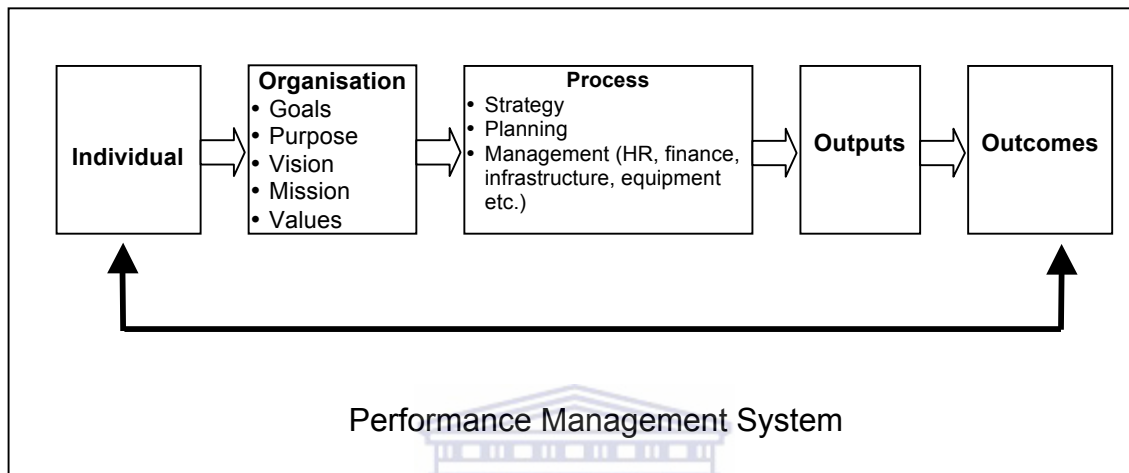 Individual
Organisation
• Goals
• Purpose
• Vision
• Mission
• Values
Process
• Strategy
• Planning
• Management (HR, finance,
infrastructure, equipment
etc.)
Outputs
Outcomes
Performance Management System